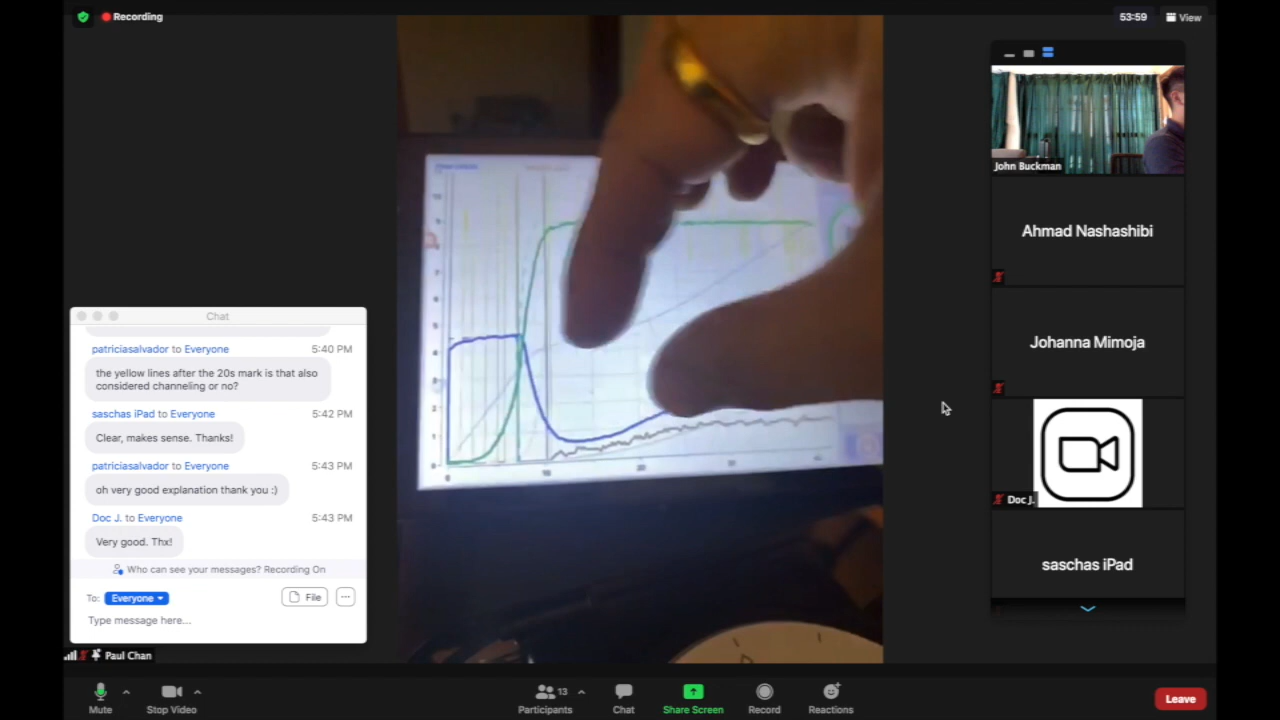 Recording
53:59
View
John Buckman
Ahmad Nashashibi
Johanna Mimoja
Doc J.
saschas iPad
Chat
patriciasalvador to Everyone 5:40 PM
the yellow lines after the 20s mark is that also
considered channeling or no?
saschas iPad to Everyone 5:42 PM
Clear, makes sense. Thanks!
patriciasalvador to Everyone 5:43 PM
oh very good explanation thank you :)
Doc J. to Everyone 5:43 PM
Very good. Thx!
Who can see your messages? Recording On
To: Everyone
File
Type message here...
Paul Chan
Mute
Stop Video
Participants
13
Chat
Share Screen
Record
Reactions
Leave